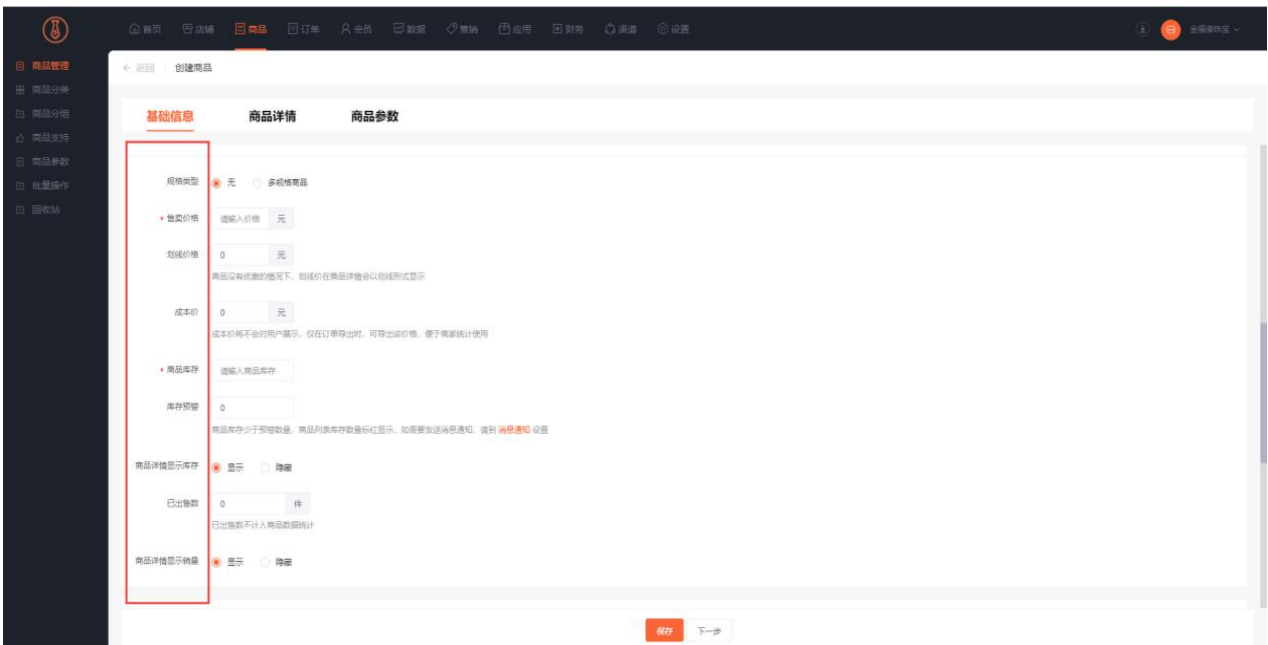 首页 店铺 商品 订单 会员 数据 营销 应用 财务 渠道 设置
商品管理
商品分类
商品分组
商品支持
商品参数
批量操作
回收站
返回 创建商品
基础信息 商品详情 商品参数
规格类型 无 多规格商品
* 售卖价格 请输入价格 元
划线价格 0 元
商品没有优惠的情况下，划线价在商品详情会以划线形式显示
成本价 0 元
成本价将不会对用户展示，仅在订单导出时，可导出该价格，便于商家统计使用
* 商品库存 请输入商品库存
库存预警 0
商品库存少于预警数量，商品列表库存数量标红显示，如需要发送消息通知，请到 消息通知 设置
商品详情显示库存 显示 隐藏
已出售数 0 件
已出售数不计入商品数据统计
商品详情显示销量 显示 隐藏
保存 下一步